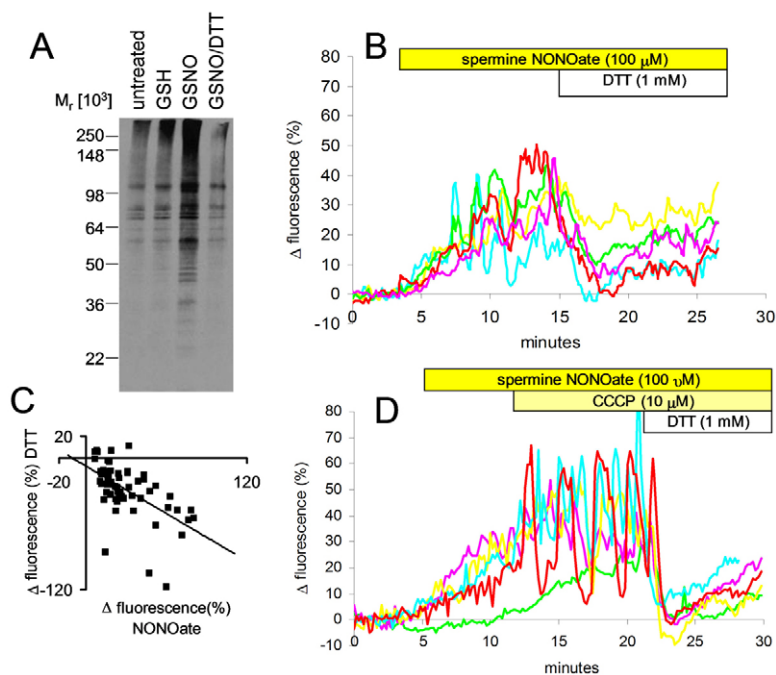 A
untreated
GSH
GSNO
GSNO/DTT
Mr [10³]
250
148
98
64
50
36
22
B
spermine NONOate (100 μM)
DTT (1 mM)
Δ fluorescence (%)
80
70
60
50
40
30
20
10
0
-10
0
5
10
15
20
25
30
minutes
C
Δ fluorescence (%) DTT
20
-20
120
-120
Δ fluorescence(%)
NONOate
D
spermine NONOate (100 υM)
CCCP (10 μM)
DTT (1 mM)
Δ fluorescence (%)
80
70
60
50
40
30
20
10
0
-10
0
5
10
15
20
25
30
minutes